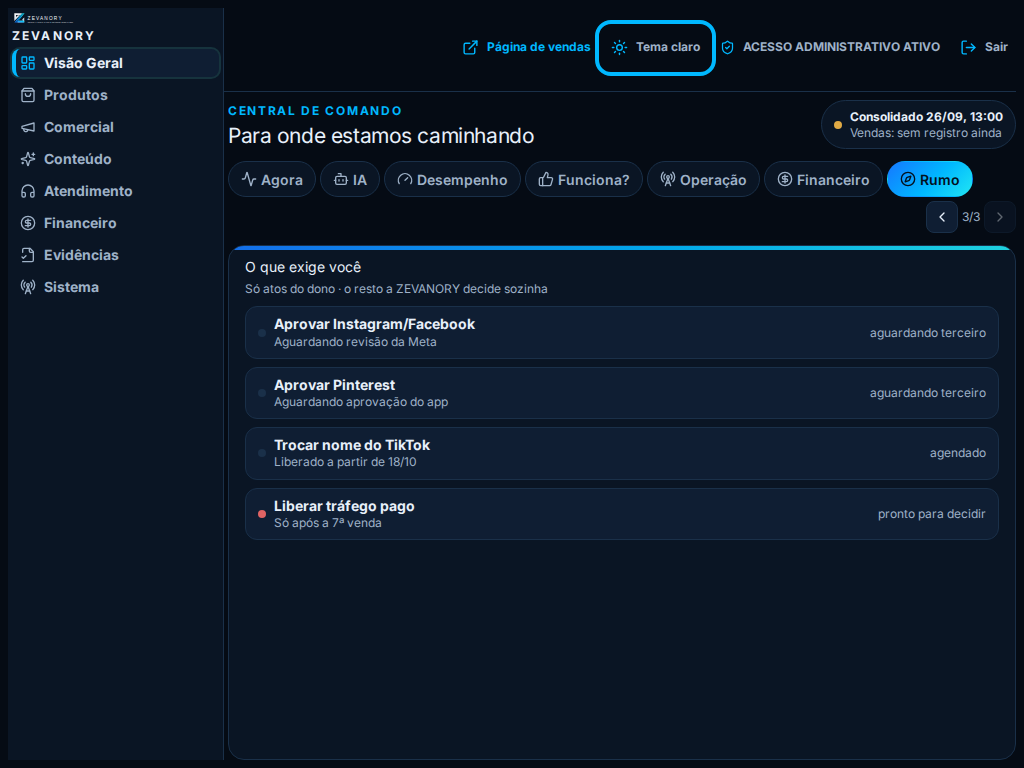 ZEVANORY
ZEVANORY
Visão Geral
Produtos
Comercial
Conteúdo
Atendimento
Financeiro
Evidências
Sistema
Página de vendas
Tema claro
ACESSO ADMINISTRATIVO ATIVO
Sair
CENTRAL DE COMANDO
Para onde estamos caminhando
Consolidado 26/09, 13:00
Vendas: sem registro ainda
Agora
IA
Desempenho
Funciona?
Operação
Financeiro
Rumo
3/3
O que exige você
Só atos do dono · o resto a ZEVANORY decide sozinha
Aprovar Instagram/Facebook
Aguardando revisão da Meta
aguardando terceiro
Aprovar Pinterest
Aguardando aprovação do app
aguardando terceiro
Trocar nome do TikTok
Liberado a partir de 18/10
agendado
Liberar tráfego pago
Só após a 7ª venda
pronto para decidir